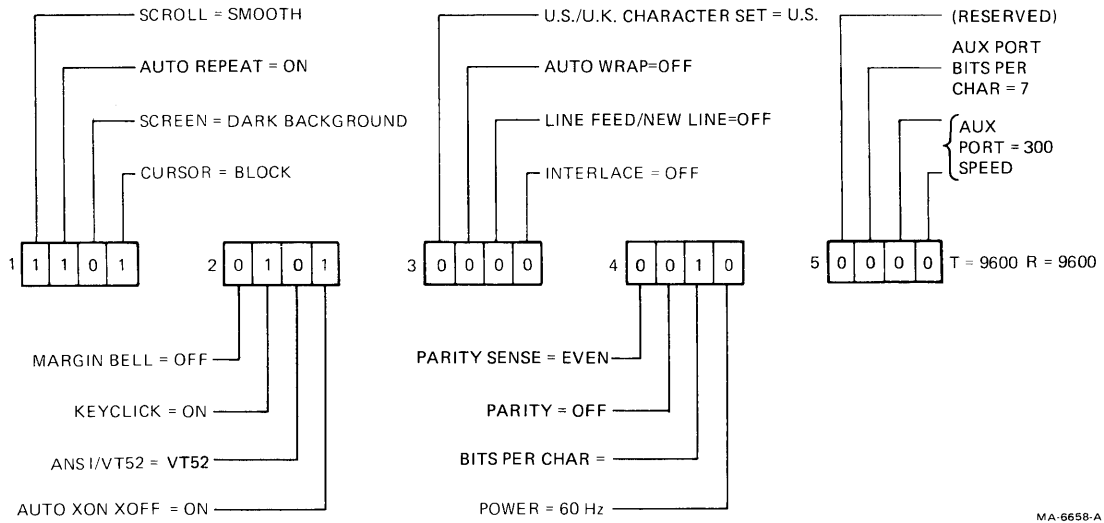 SCROLL = SMOOTH
AUTO REPEAT = ON
SCREEN = DARK BACKGROUND
CURSOR = BLOCK
U.S./U.K. CHARACTER SET = U.S.
AUTO WRAP=OFF
LINE FEED/NEW LINE=OFF
INTERLACE = OFF
(RESERVED)
AUX PORT
BITS PER
CHAR = 7
AUX
PORT = 300
SPEED
1 1 1 0 1
2 0 1 0 1
3 0 0 0 0
4 0 0 1 0
5 0 0 0 0 T = 9600 R = 9600
MARGIN BELL = OFF
KEYCLICK = ON
ANSI/VT52 = VT52
AUTO XON XOFF = ON
PARITY SENSE = EVEN
PARITY = OFF
BITS PER CHAR =
POWER = 60 Hz
MA-6658-A